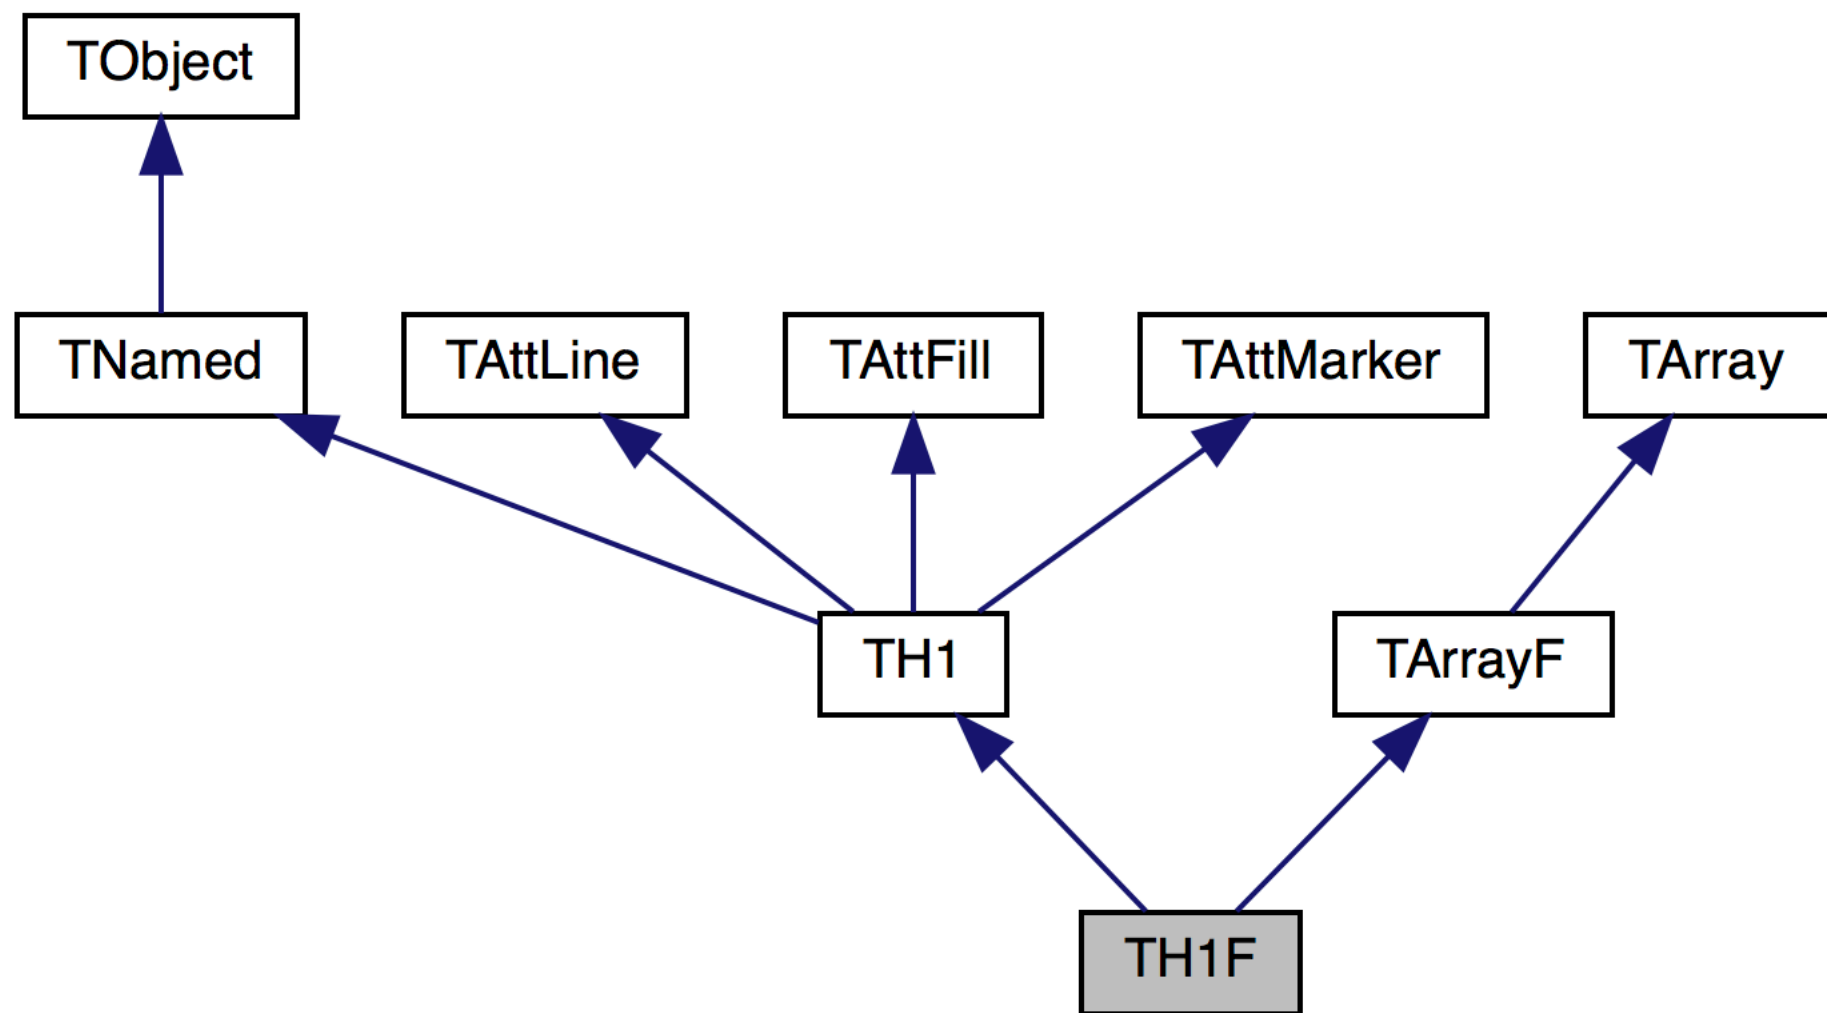 TObject
TNamed
TAttLine
TAttFill
TAttMarker
TArray
TH1
TArrayF
TH1F